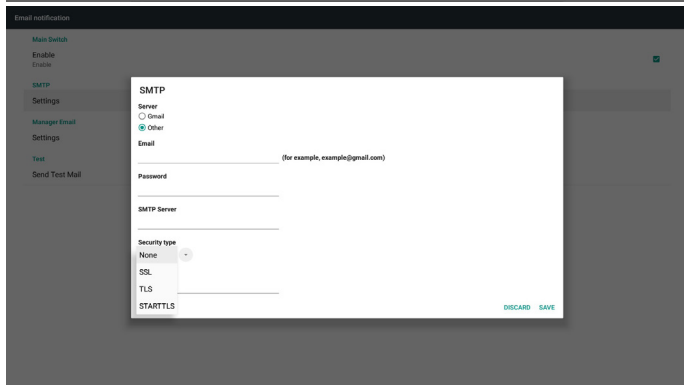 Email notification
Main Switch
Enable
Enable
SMTP
Settings
Manager Email
Settings
Test
Send Test Mail
SMTP
Server
Gmail
Other
Email
(for example, example@gmail.com)
Password
SMTP Server
Security type
None
SSL
TLS
STARTTLS
DISCARD SAVE